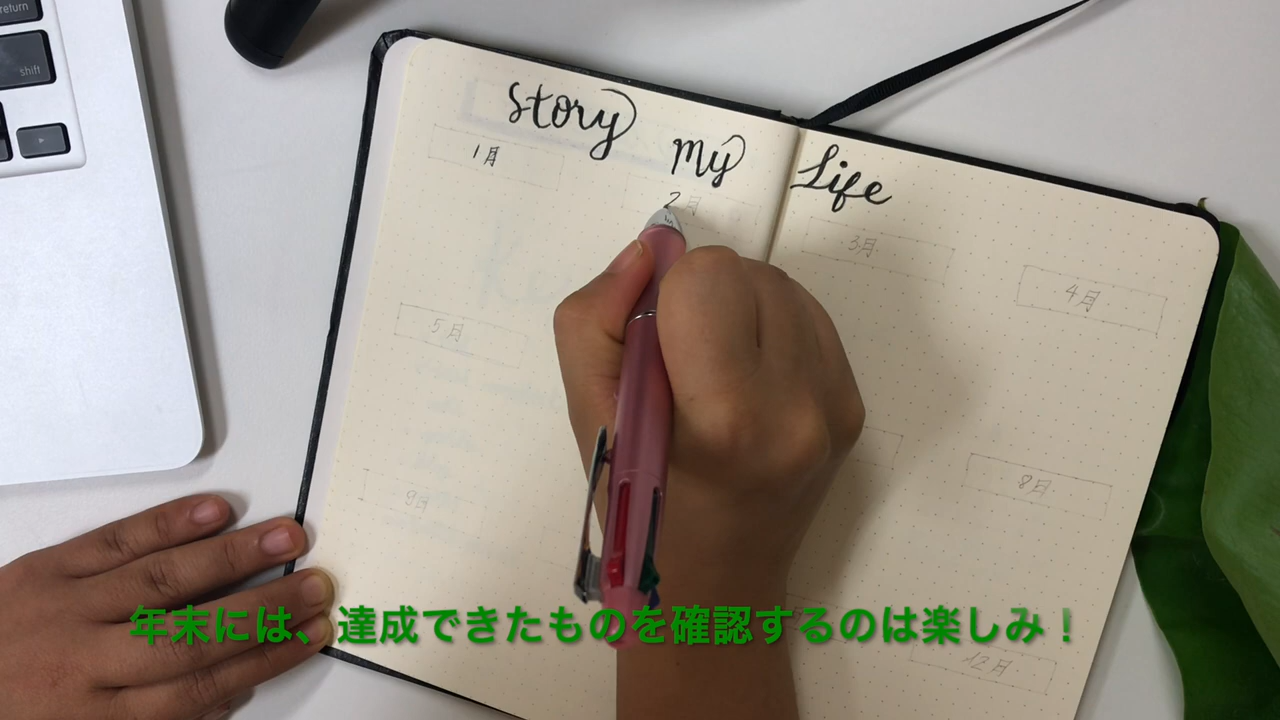 return
shift
story
My
Life
1月
2月
3月
4月
5月
8月
9月
12月
年末には、達成できたものを確認するのは楽しみ！